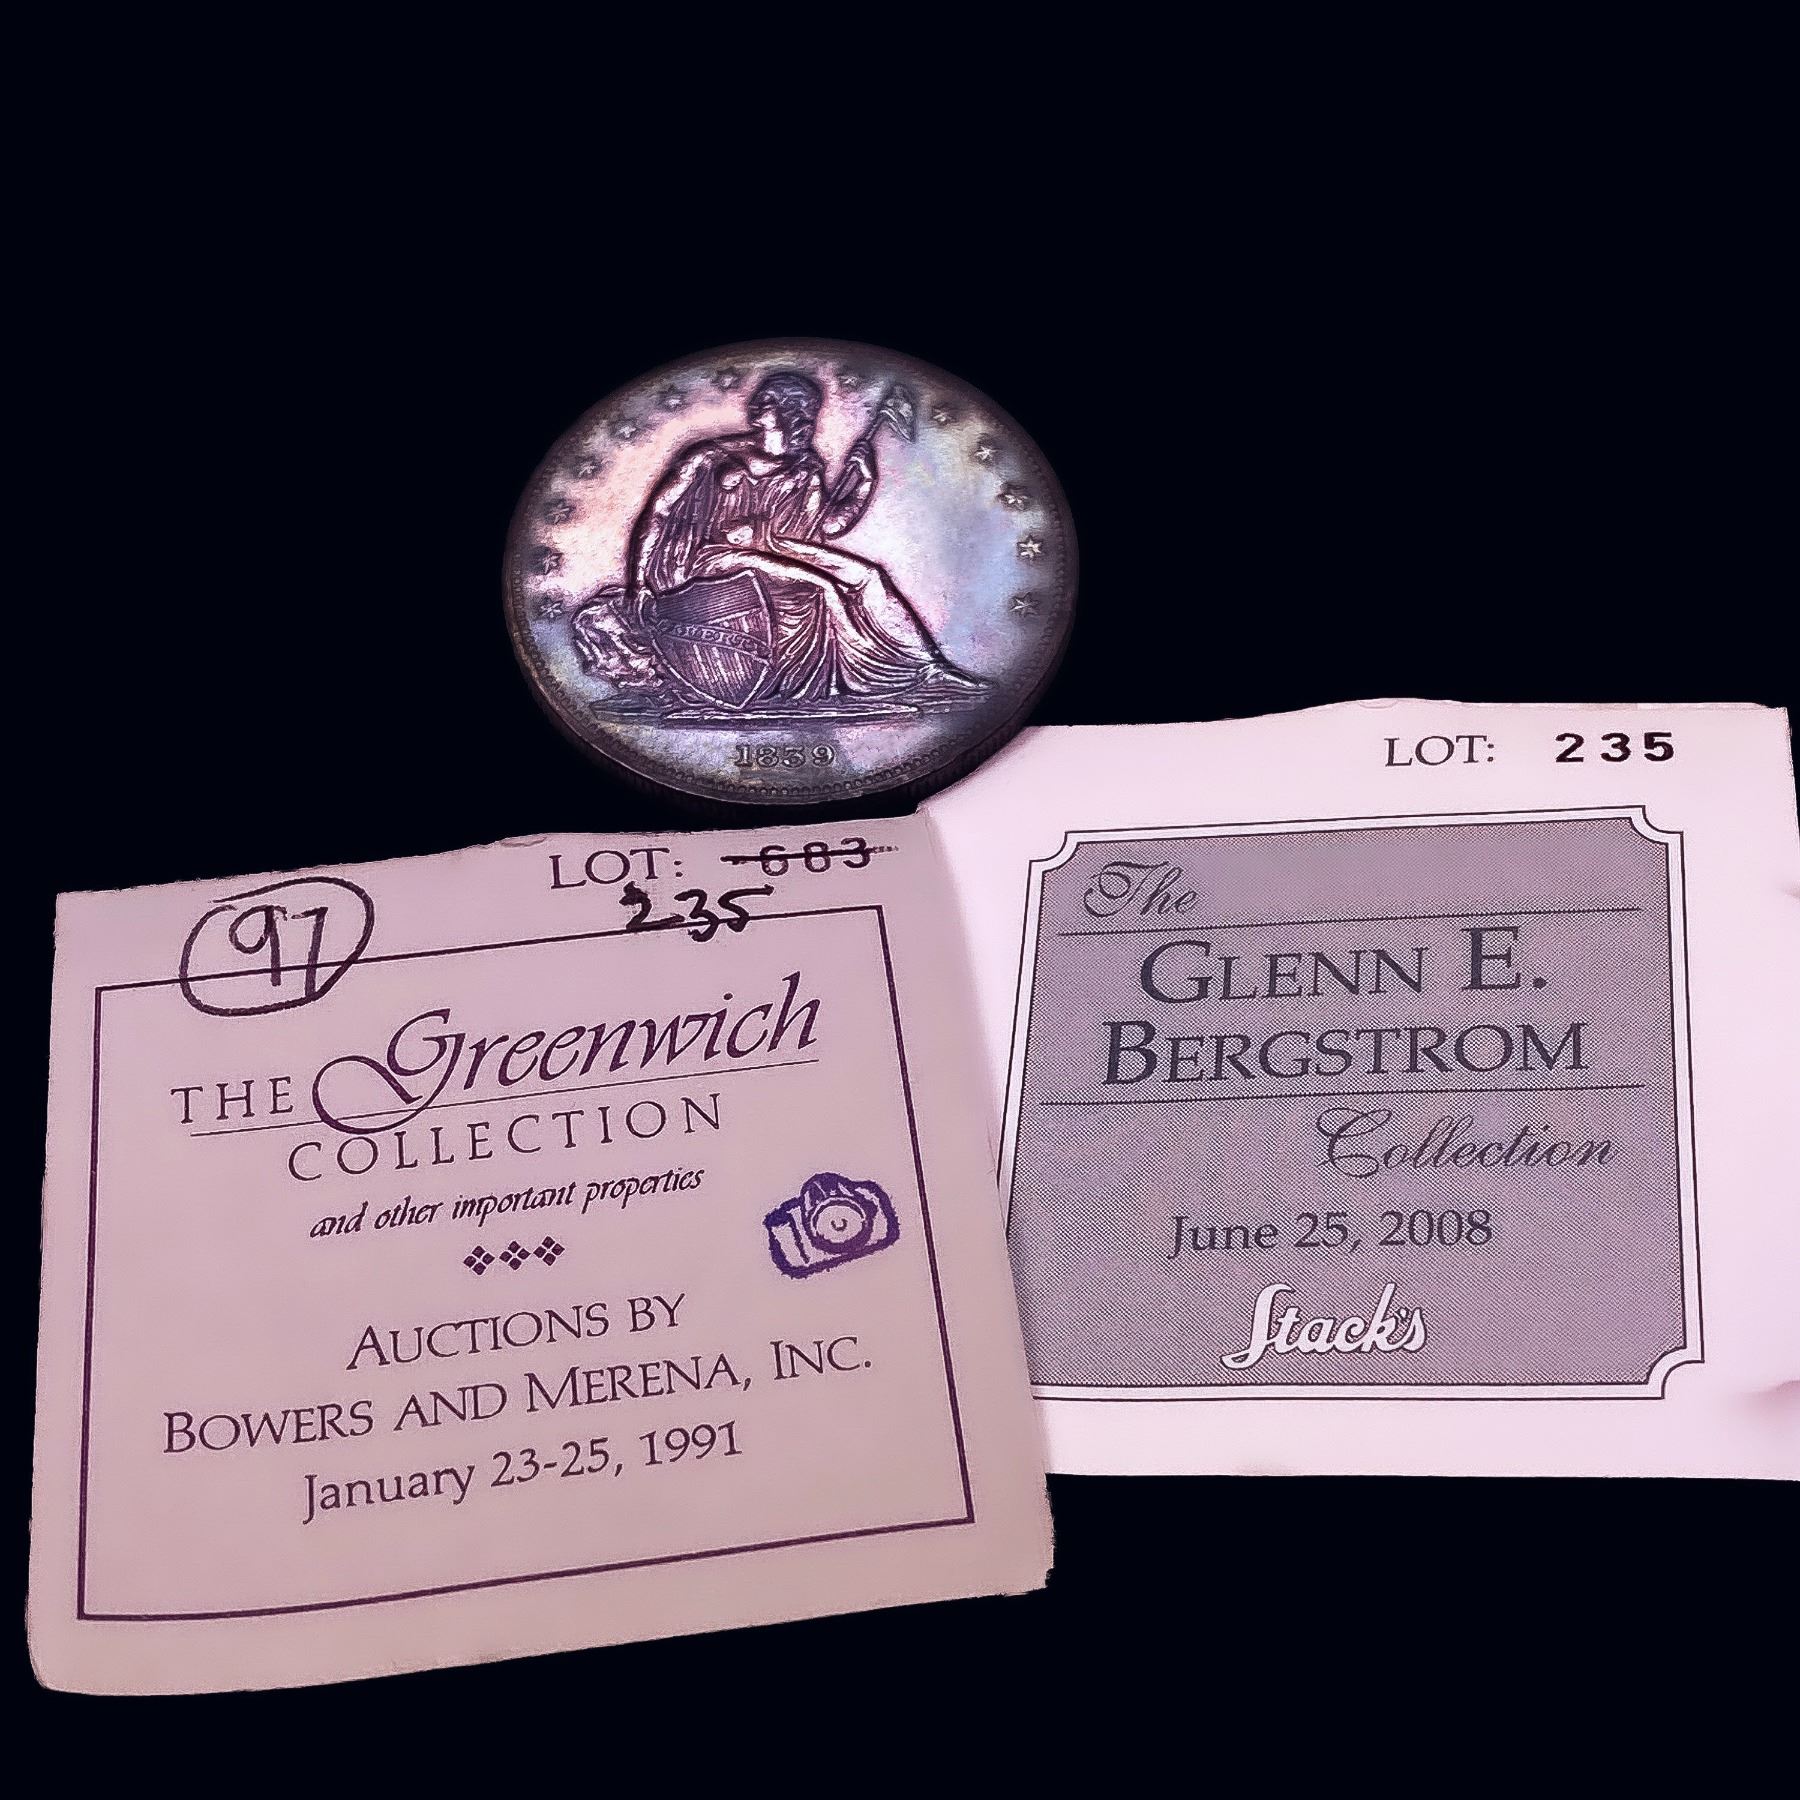 LIBERTY
1839
LOT: 683
235
97
THE Greenwich
COLLECTION
and other important properties
AUCTIONS BY
BOWERS AND MERENA, INC.
January 23-25, 1991
LOT: 235
The
GLENN E.
BERGSTROM
Collection
June 25, 2008
Stack's